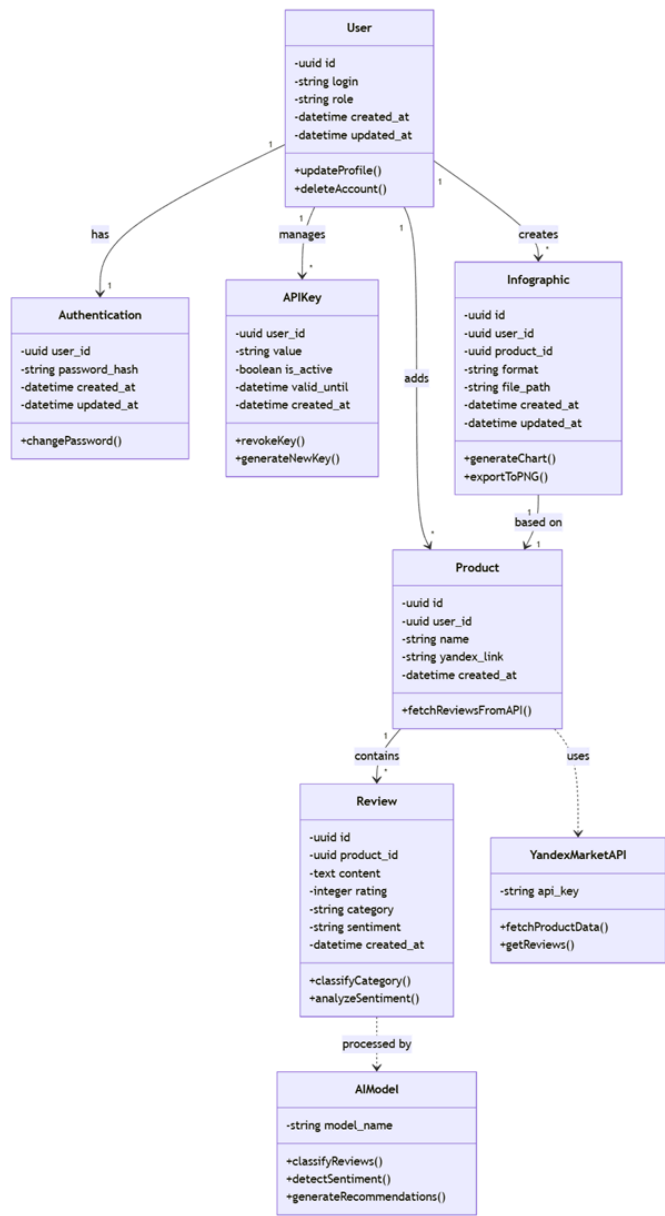 User
-uuid id
-string login
-string role
-datetime created_at
-datetime updated_at
+updateProfile()
+deleteAccount()
1
1
1
1
has
manages
creates
1
*
*
Authentication
-uuid user_id
-string password_hash
-datetime created_at
-datetime updated_at
+changePassword()
APIKey
-uuid user_id
-string value
-boolean is_active
-datetime valid_until
-datetime created_at
+revokeKey()
+generateNewKey()
adds
Infographic
-uuid id
-uuid user_id
-uuid product_id
-string format
-string file_path
-datetime created_at
-datetime updated_at
+generateChart()
+exportToPNG()
1
based on
*
1
Product
-uuid id
-uuid user_id
-string name
-string yandex_link
-datetime created_at
+fetchReviewsFromAPI()
1
contains
uses
*
Review
-uuid id
-uuid product_id
-text content
-integer rating
-string category
-string sentiment
-datetime created_at
+classifyCategory()
+analyzeSentiment()
YandexMarketAPI
-string api_key
+fetchProductData()
+getReviews()
processed by
AIModel
-string model_name
+classifyReviews()
+detectSentiment()
+generateRecommendations()